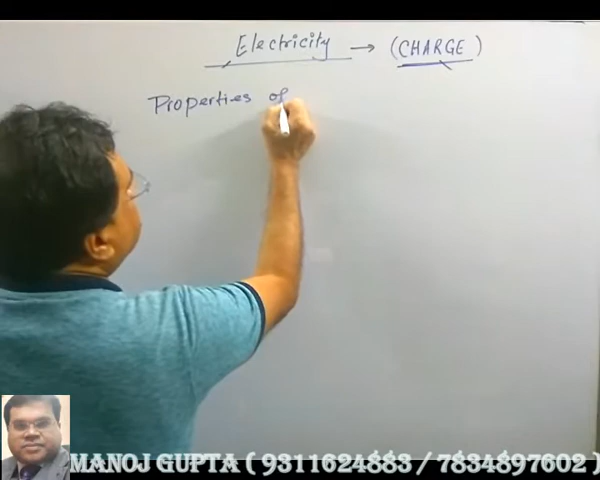 Electricity → (CHARGE)
Properties of
MANOJ GUPTA ( 9311624883 / 7834897602 )